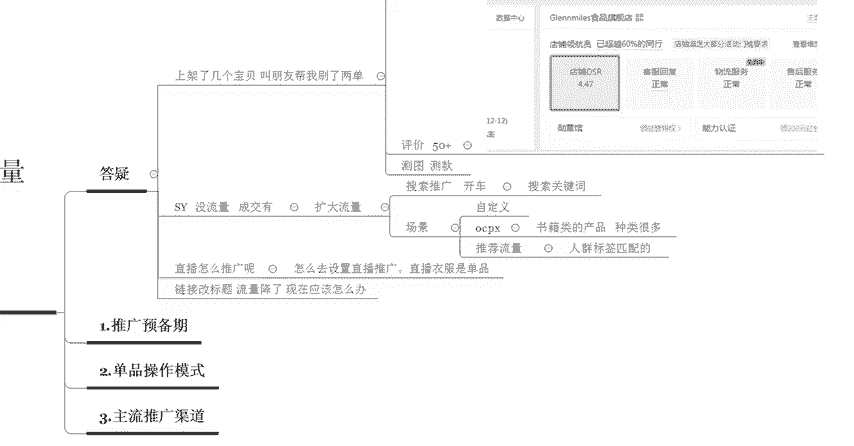 数据中心
Glennmiles食品旗舰店
店铺领航员 已超越60%的同行
店铺DSR
4.47
客服回复
正常
物流服务
正常
售后服务
正常
12-12)
勋章馆
能力认证
上架了几个宝贝 叫朋友帮我刷了两单
评价 50+
测图 测款
量
答疑
SY 没流量 成交有
扩大流量
搜索推广 开车
搜索关键词
场景
自定义
ocpx
书籍类的产品 种类很多
推荐流量
人群标签匹配的
直播怎么推广呢
怎么去设置直播推广。直播衣服是单品
链接改标题 流量降了 现在应该怎么办
1.推广预备期
2.单品操作模式
3.主流推广渠道